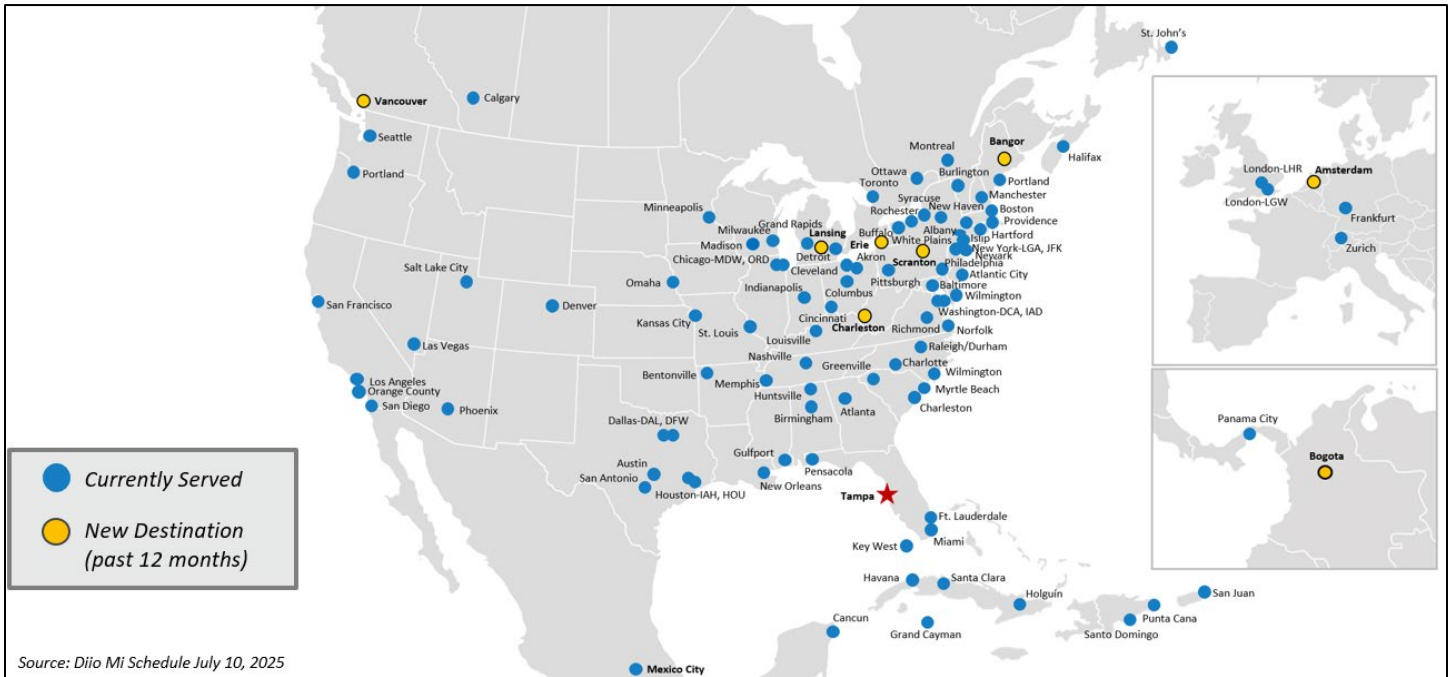 St. John's
Vancouver
Calgary
Seattle
Portland
Bangor
Montreal
Halifax
Ottawa
Burlington
Toronto
Portland
Syracuse
Manchester
Minneapolis
Rochester
New Haven
Boston
Grand Rapids
Milwaukee
Lansing
Buffalo
Albany
Providence
Madison
Erie
White Plains
Islip
Hartford
Detroit
Akron
New York-LGA, JFK
Chicago-MDW, ORD
Newark
Cleveland
Scranton
Philadelphia
Salt Lake City
Atlantic City
Omaha
Pittsburgh
Indianapolis
Columbus
Baltimore
San Francisco
Denver
Wilmington
Washington-DCA, IAD
Kansas City
Cincinnati
St. Louis
Charleston
Richmond
Norfolk
Louisville
Las Vegas
Raleigh/Durham
Nashville
Greenville
Charlotte
Bentonville
Wilmington
Los Angeles
Memphis
Orange County
Myrtle Beach
Huntsville
San Diego
Phoenix
Atlanta
Charleston
Birmingham
Dallas-DAL, DFW
Gulfport
Austin
Pensacola
San Antonio
New Orleans
Houston-IAH, HOU
Tampa
Ft. Lauderdale
Miami
Key West
Havana
Santa Clara
Holguín
San Juan
Cancun
Punta Cana
Grand Cayman
Santo Domingo
Mexico City
London-LHR
Amsterdam
London-LGW
Frankfurt
Zurich
Panama City
Bogota
Currently Served
New Destination
(past 12 months)
Source: Diio Mi Schedule July 10, 2025